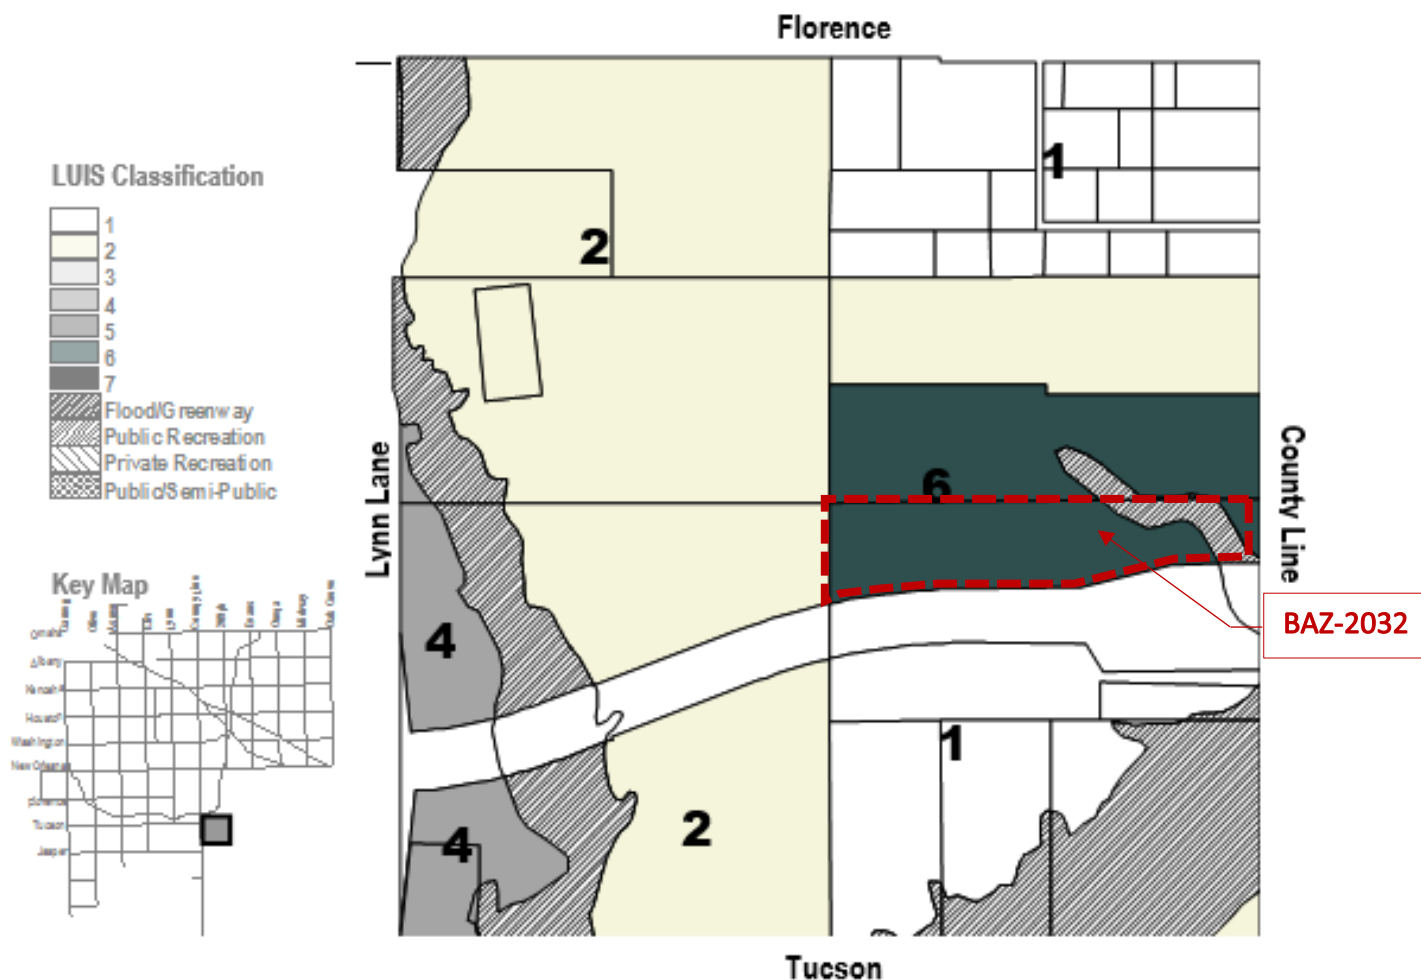 Florence
LUIS Classification
1
2
3
4
5
6
7
Flood/Greenway
Public Recreation
Private Recreation
Public/Semi-Public
1
2
6
Lynn Lane
County Line
BAZ-2032
4
1
2
4
Tucson
Key Map
Omaha
Albany
Kenosha
Houston
Washington
New Orleans
Florence
Tucson
Jasper